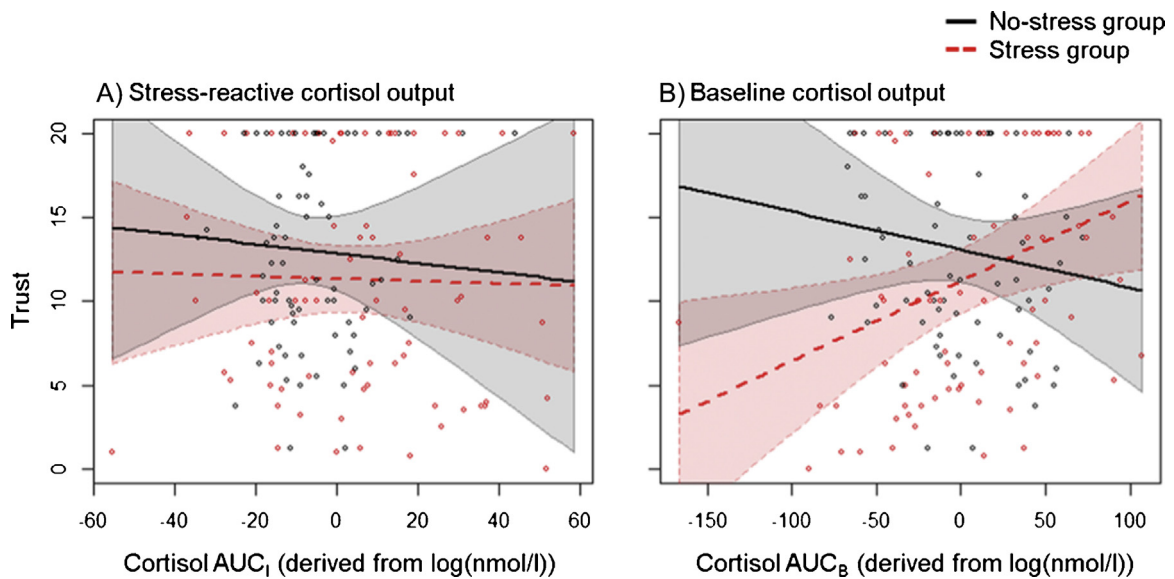 No-stress group
Stress group
A) Stress-reactive cortisol output
B) Baseline cortisol output
Trust
20
15
10
5
0
-60 -40 -20 0 20 40 60
-150 -100 -50 0 50 100
Cortisol AUCI (derived from log(nmol/l))
Cortisol AUCB (derived from log(nmol/l))